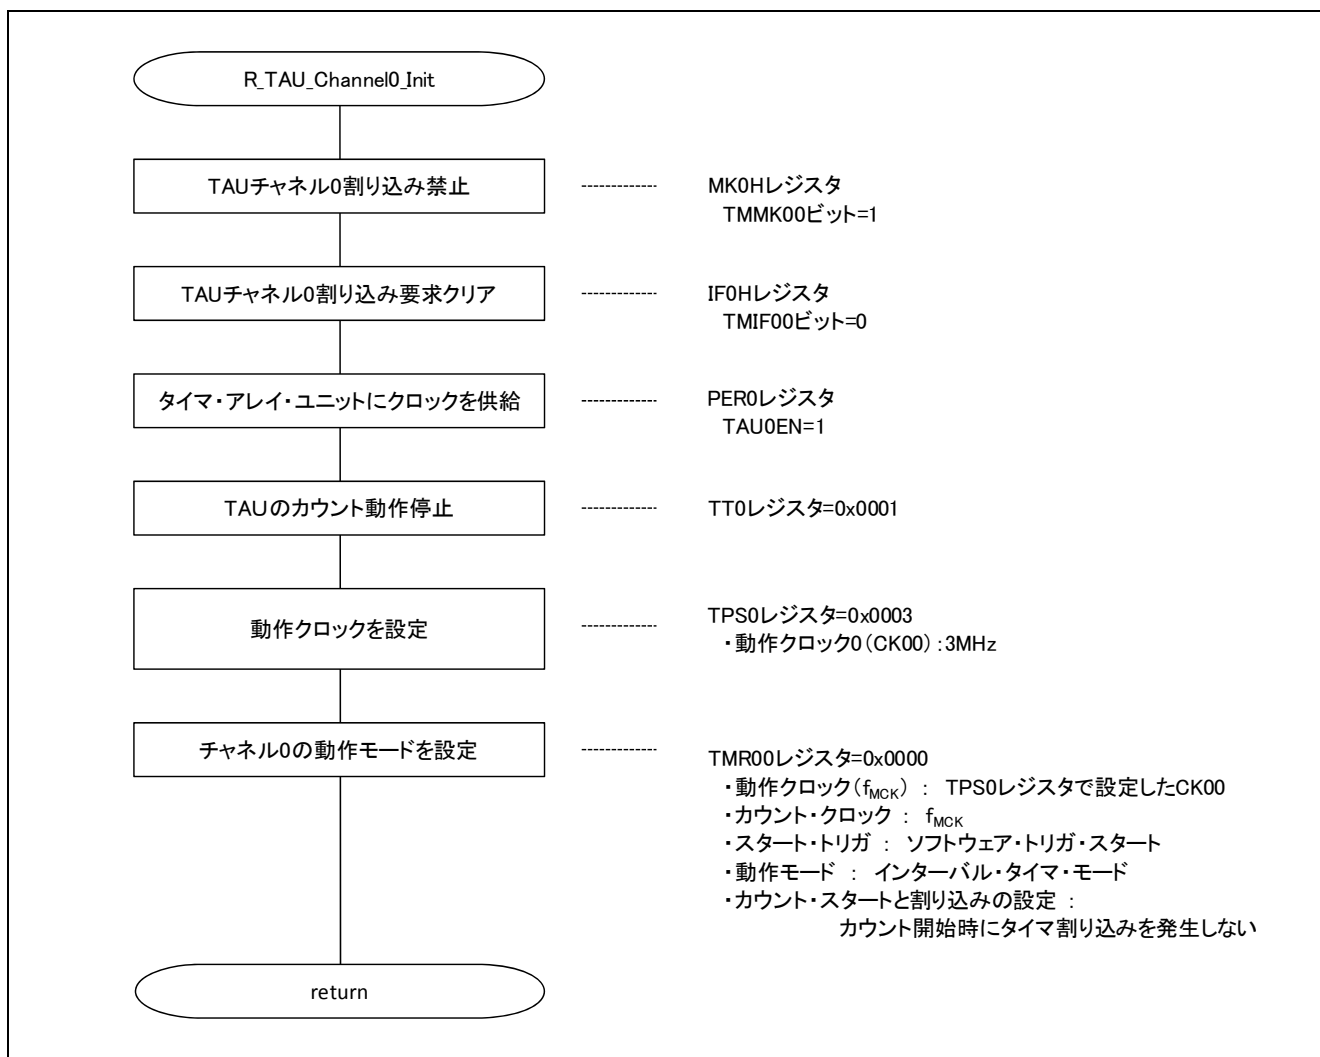 R_TAU_Channel0_Init
TAUチャネル0割り込み禁止
MK0Hレジスタ
TMMK00ビット=1
TAUチャネル0割り込み要求クリア
IF0Hレジスタ
TMIF00ビット=0
タイマ・アレイ・ユニットにクロックを供給
PER0レジスタ
TAU0EN=1
TAUのカウント動作停止
TT0レジスタ=0x0001
動作クロックを設定
TPS0レジスタ=0x0003
・動作クロック0(CK00):3MHz
チャネル0の動作モードを設定
TMR00レジスタ=0x0000
・動作クロック(fMCK) : TPS0レジスタで設定したCK00
・カウント・クロック : fMCK
・スタート・トリガ : ソフトウェア・トリガ・スタート
・動作モード : インターバル・タイマ・モード
・カウント・スタートと割り込みの設定 :
カウント開始時にタイマ割り込みを発生しない
return